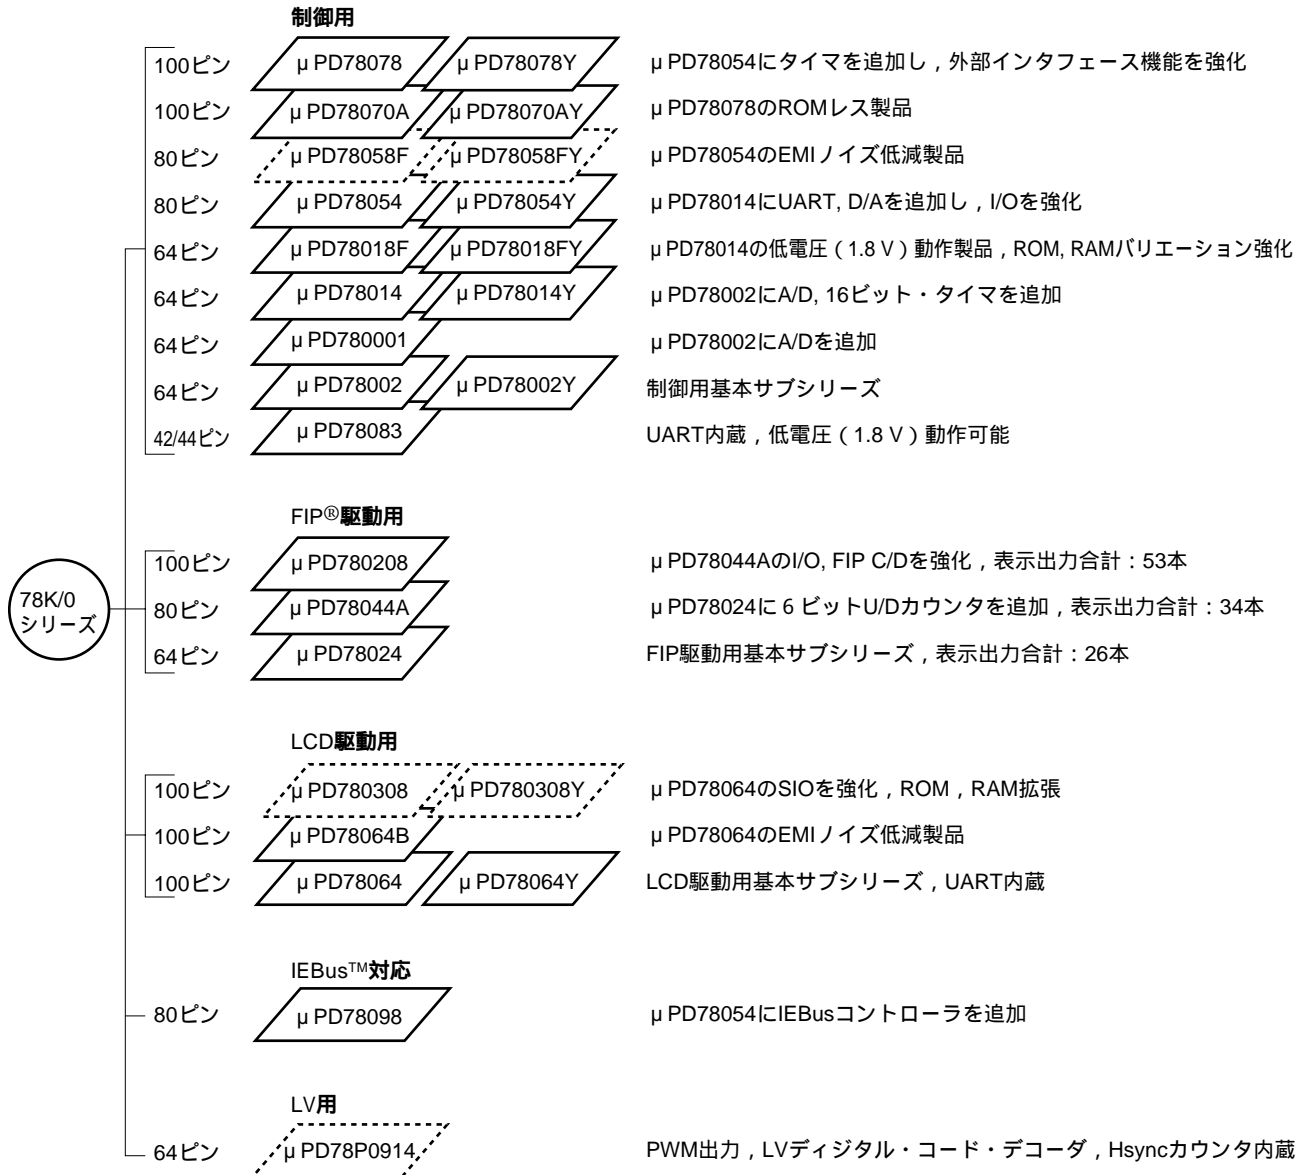 制御用
100ピン μPD78078 μPD78078Y μPD78054にタイマを追加し，外部インタフェース機能を強化
100ピン μPD78070A μPD78070AY μPD78078のROMレス製品
80ピン μPD78058F μPD78058FY μPD78054のEMIノイズ低減製品
80ピン μPD78054 μPD78054Y μPD78014にUART, D/Aを追加し，I/Oを強化
64ピン μPD78018F μPD78018FY μPD78014の低電圧（1.8 V）動作製品，ROM, RAMバリエーション強化
64ピン μPD78014 μPD78014Y μPD78002にA/D, 16ビット・タイマを追加
64ピン μPD780001 μPD78002にA/Dを追加
64ピン μPD78002 μPD78002Y 制御用基本サブシリーズ
42/44ピン μPD78083 UART内蔵，低電圧（1.8 V）動作可能
FIP®駆動用
100ピン μPD780208 μPD78044AのI/O, FIP C/Dを強化，表示出力合計：53本
78K/0
シリーズ
80ピン μPD78044A μPD78024に6ビットU/Dカウンタを追加，表示出力合計：34本
64ピン μPD78024 FIP駆動用基本サブシリーズ，表示出力合計：26本
LCD駆動用
100ピン μPD780308 μPD780308Y μPD78064のSIOを強化，ROM，RAM拡張
100ピン μPD78064B μPD78064のEMIノイズ低減製品
100ピン μPD78064 μPD78064Y LCD駆動用基本サブシリーズ，UART内蔵
IEBus™対応
80ピン μPD78098 μPD78054にIEBusコントローラを追加
LV用
64ピン μPD78P0914 PWM出力，LVディジタル・コード・デコーダ，Hsyncカウンタ内蔵